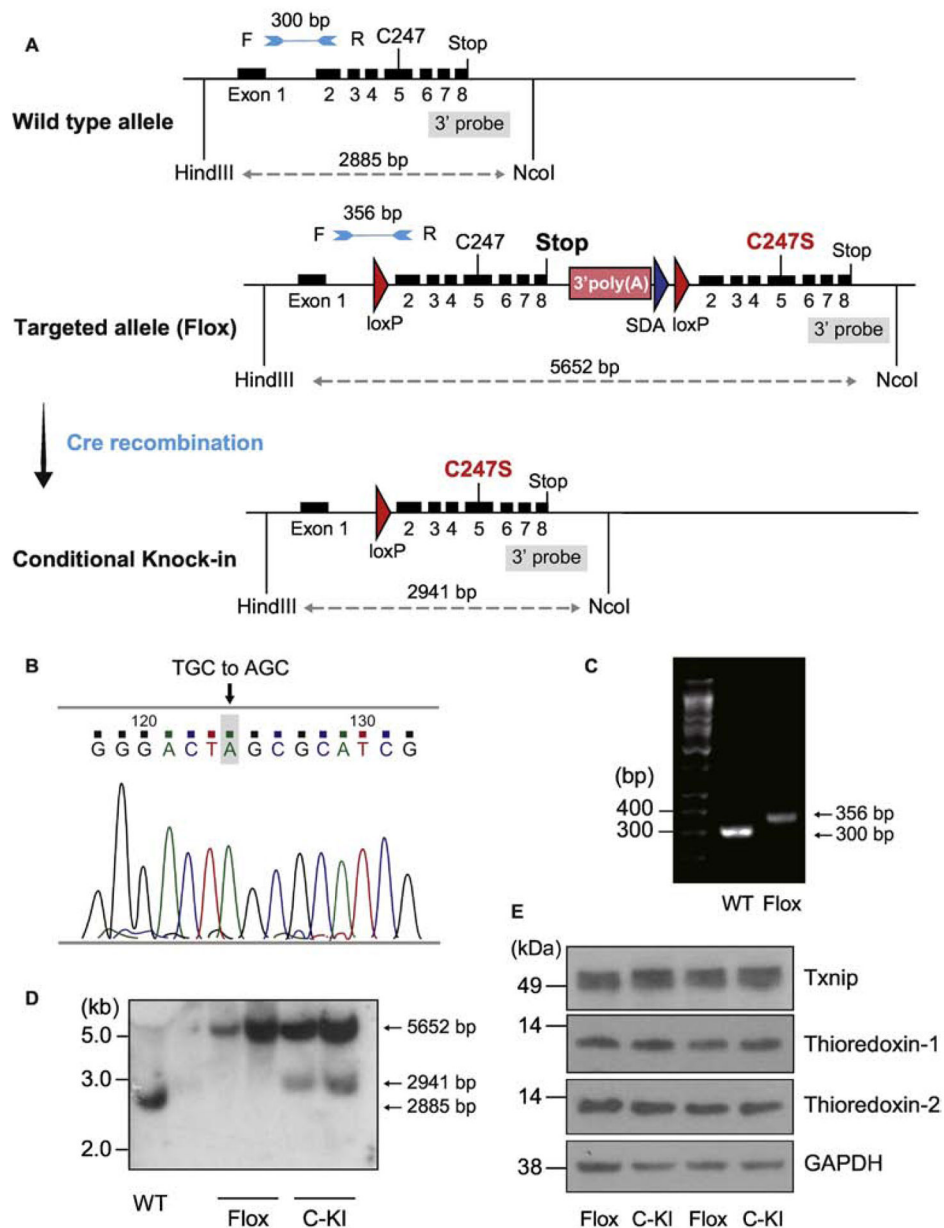 A
300 bp
F R C247 Stop
Exon 1 2 3 4 5 6 7 8
Wild type allele
3' probe
2885 bp
HindIII NcoI
356 bp
F R C247 Stop C247S Stop
3'poly(A)
Exon 1 2 3 4 5 6 7 8 2 3 4 5 6 7 8
loxP SDA loxP
Targeted allele (Flox)
3' probe
5652 bp
HindIII NcoI
Cre recombination
C247S Stop
Exon 1 2 3 4 5 6 7 8
loxP
Conditional Knock-in
3' probe
2941 bp
HindIII NcoI
B
TGC to AGC
120 130
G G G A C T A G C G C A T C G
C
(bp)
400
300
356 bp
300 bp
WT Flox
D
(kb)
5.0
3.0
2.0
5652 bp
2941 bp
2885 bp
WT Flox C-KI
E
(kDa)
49 Txnip
14 Thioredoxin-1
14 Thioredoxin-2
38 GAPDH
Flox C-KI Flox C-KI